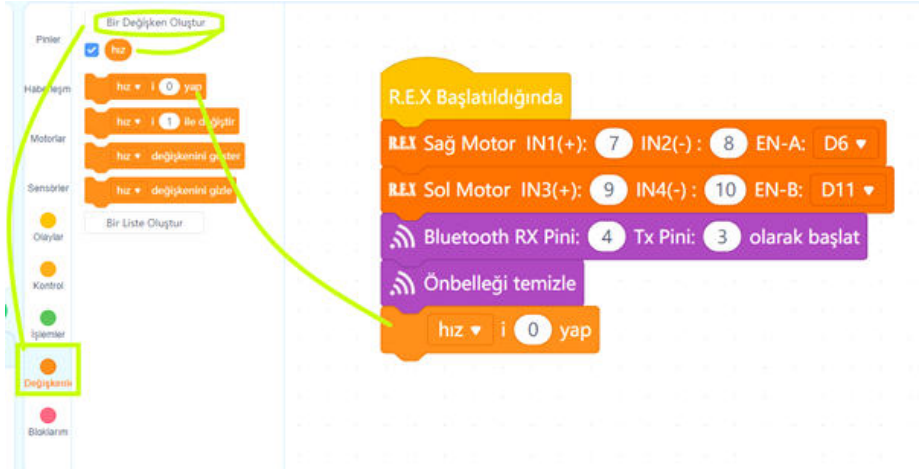 Bir Değişken Oluştur
Pinler
hız
Haberleşm
hız i 0 yap
hız i 1 ile değiştir
Motorlar
hız değişkenini göster
Sensörler
hız değişkenini gizle
Bir Liste Oluştur
Olaylar
Kontrol
İşlemler
Değişkenle
Bloklarım
R.E.X Başlatıldığında
R.E.X Sağ Motor IN1(+): 7 IN2(-) : 8 EN-A: D6
R.E.X Sol Motor IN3(+): 9 IN4(-) : 10 EN-B: D11
Bluetooth RX Pini: 4 Tx Pini: 3 olarak başlat
Önbelleği temizle
hız i 0 yap